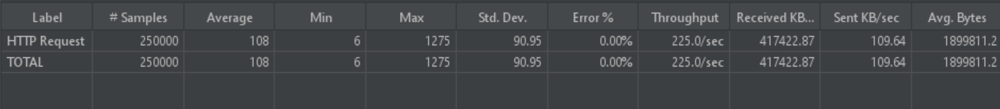 Label # Samples Average Min Max Std. Dev. Error % Throughput Received KB... Sent KB/sec Avg. Bytes
HTTP Request 250000 108 6 1275 90.95 0.00% 225.0/sec 417422.87 109.64 1899811.2
TOTAL 250000 108 6 1275 90.95 0.00% 225.0/sec 417422.87 109.64 1899811.2